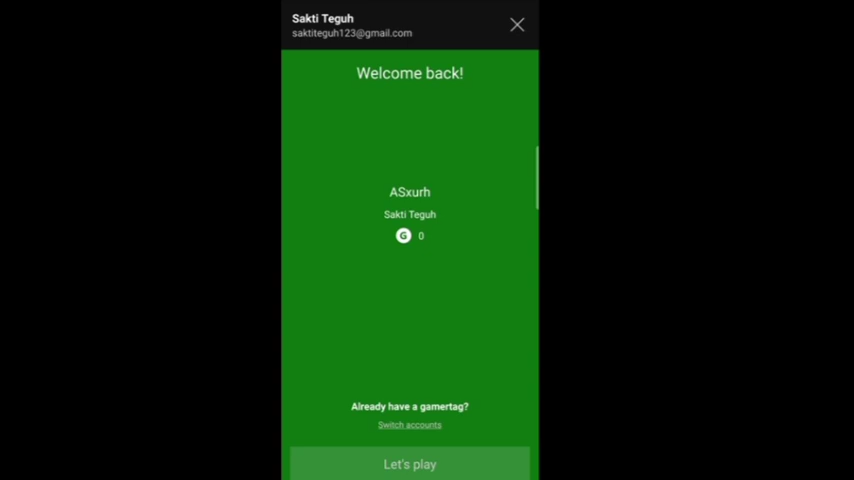 Sakti Teguh
saktiteguh123@gmail.com
Welcome back!
ASxurh
Sakti Teguh
G 0
Already have a gamertag?
Switch accounts
Let's play